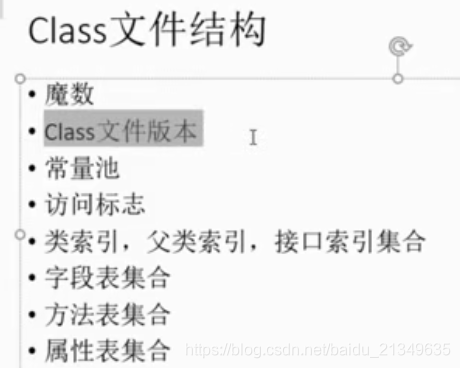 Class文件结构
• 魔数
• Class文件版本
• 常量池
• 访问标志
• 类索引，父类索引，接口索引集合
• 字段表集合
• 方法表集合
• 属性表集合
https://blog.csdn.net/baidu_21349635